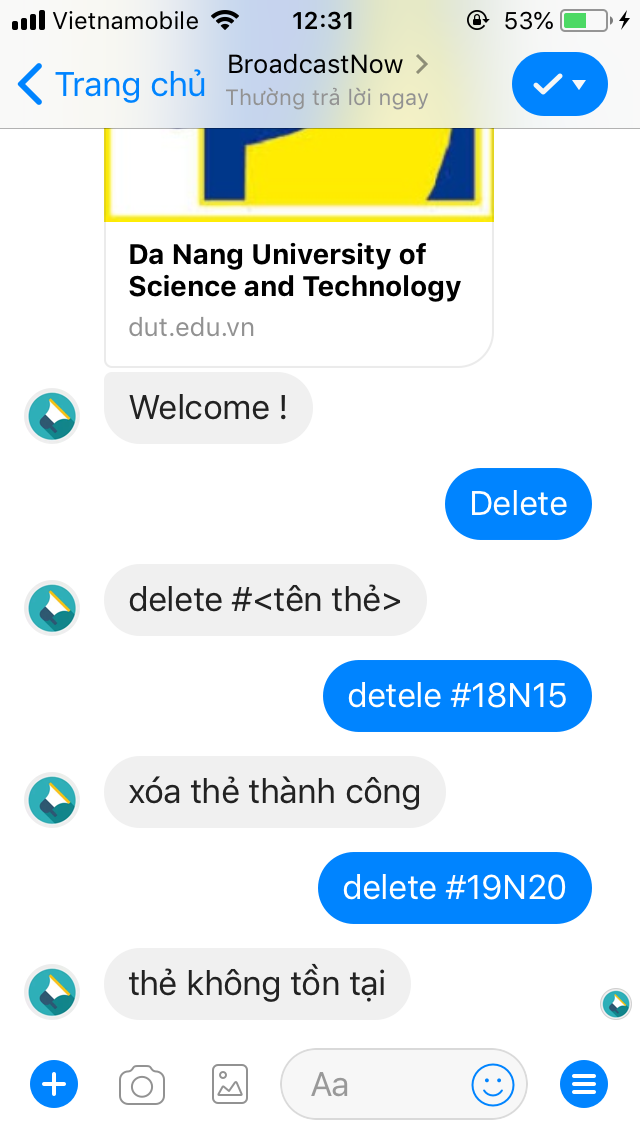 Vietnamobile 12:31 53%
Trang chủ
BroadcastNow
Thường trả lời ngay
Da Nang University of
Science and Technology
dut.edu.vn
Welcome !
Delete
delete #<tên thẻ>
detele #18N15
xóa thẻ thành công
delete #19N20
thẻ không tồn tại
Aa